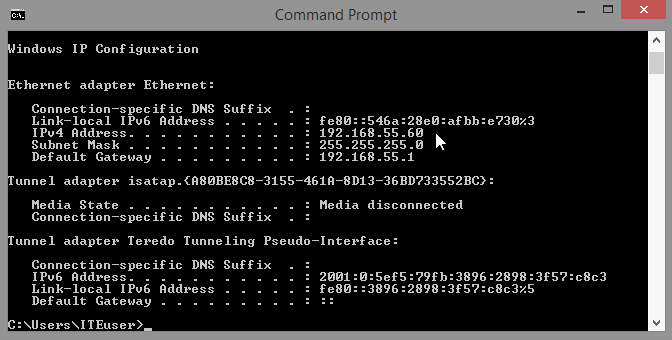 Command Prompt
Windows IP Configuration
Ethernet adapter Ethernet:
Connection-specific DNS Suffix . :
Link-local IPv6 Address . . . . . : fe80::546a:28e0:afbb:e730%3
IPv4 Address. . . . . . . . . . . : 192.168.55.60
Subnet Mask . . . . . . . . . . . : 255.255.255.0
Default Gateway . . . . . . . . . : 192.168.55.1
Tunnel adapter isatap.{A80BE8C8-3155-461A-8D13-36BD733552BC}:
Media State . . . . . . . . . . . : Media disconnected
Connection-specific DNS Suffix . :
Tunnel adapter Teredo Tunneling Pseudo-Interface:
Connection-specific DNS Suffix . :
IPv6 Address. . . . . . . . . . . : 2001:0:5ef5:79fb:3896:2898:3f57:c8c3
Link-local IPv6 Address . . . . . : fe80::3896:2898:3f57:c8c3%5
Default Gateway . . . . . . . . . : ::
C:\Users\ITEuser>_